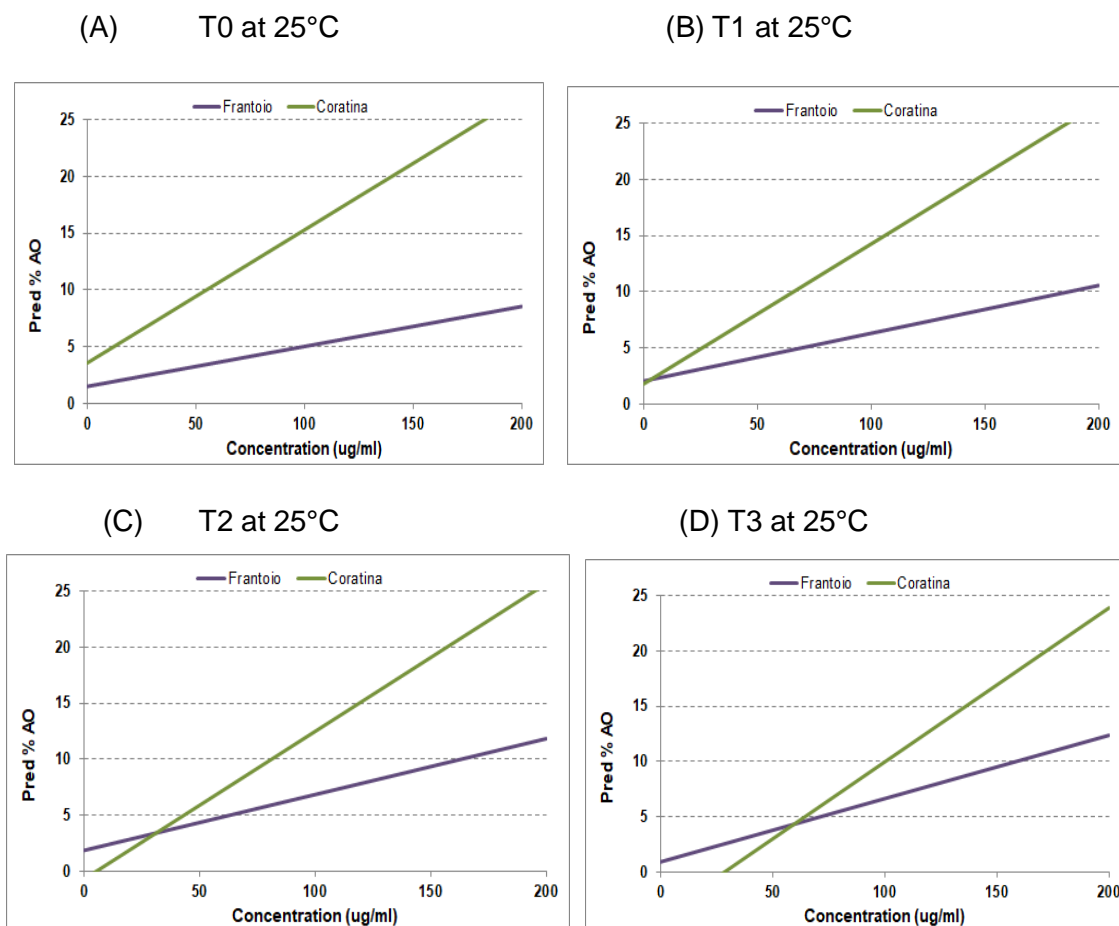 (A) T0 at 25°C
(B) T1 at 25°C
Frantoio Coratina
25
20
15
10
5
0
Pred % AO
0 50 100 150 200
Concentration (ug/ml)
Frantoio Coratina
25
20
15
10
5
0
Pred % AO
0 50 100 150 200
Concentration (ug/ml)
(C) T2 at 25°C
(D) T3 at 25°C
Frantoio Coratina
25
20
15
10
5
0
Pred % AO
0 50 100 150 200
Concentration (ug/ml)
Frantoio Coratina
25
20
15
10
5
0
Pred % AO
0 50 100 150 200
Concentration (ug/ml)